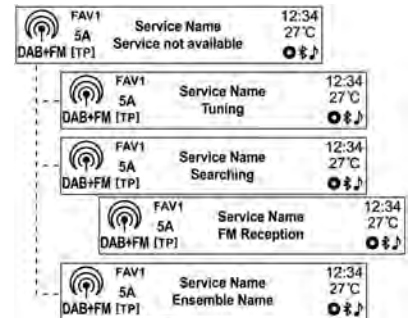 FAV1 Service Name 12:34
5A Service not available 27℃
DAB+FM [TP]
FAV1 Service Name 12:34
5A Tuning 27℃
DAB+FM [TP]
FAV1 Service Name 12:34
5A Searching 27℃
DAB+FM [TP]
FAV1 Service Name 12:34
5A FM Reception 27℃
DAB+FM [TP]
FAV1 Service Name 12:34
5A Ensemble Name 27℃
DAB+FM [TP]